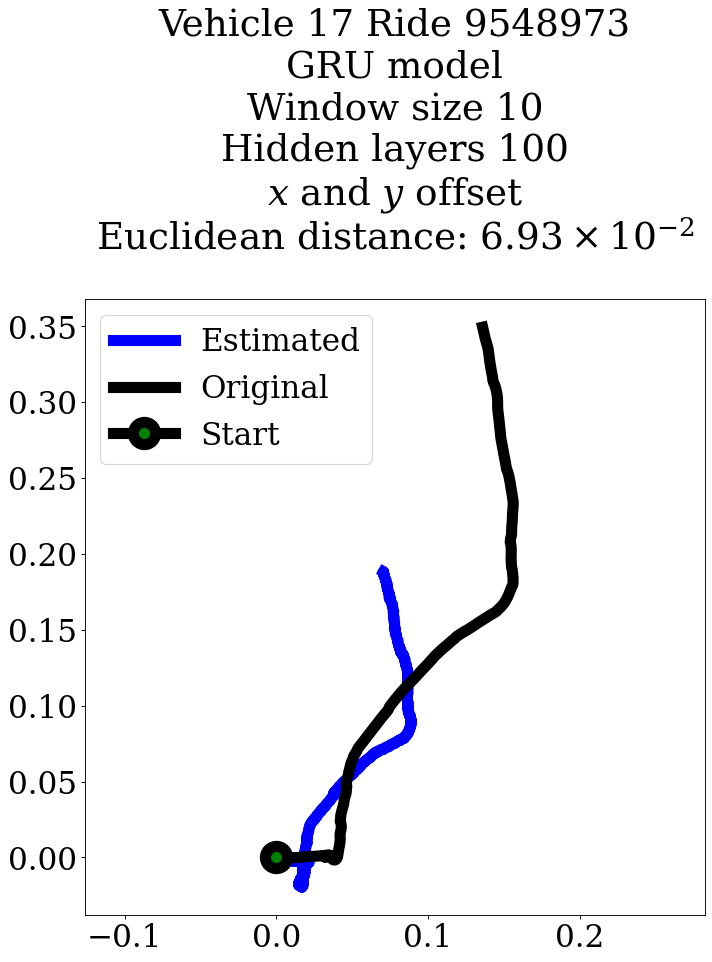 Vehicle 17 Ride 9548973
GRU model
Window size 10
Hidden layers 100
x and y offset
Euclidean distance: 6.93 × 10⁻²
Estimated
Original
Start
0.35
0.30
0.25
0.20
0.15
0.10
0.05
0.00
−0.1 0.0 0.1 0.2